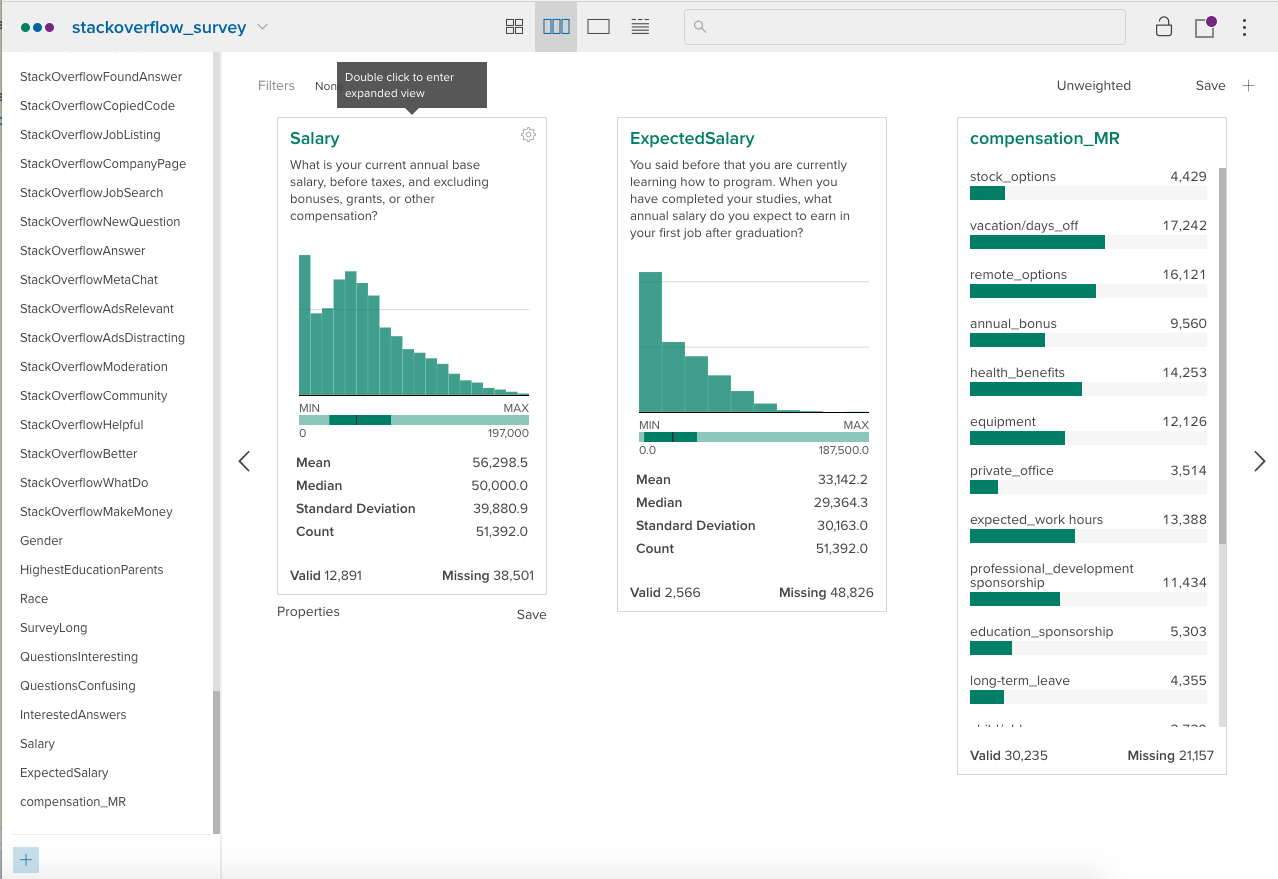 stackoverflow_survey
StackOverflowFoundAnswer
StackOverflowCopiedCode
StackOverflowJobListing
StackOverflowCompanyPage
StackOverflowJobSearch
StackOverflowNewQuestion
StackOverflowAnswer
StackOverflowMetaChat
StackOverflowAdsRelevant
StackOverflowAdsDistracting
StackOverflowModeration
StackOverflowCommunity
StackOverflowHelpful
StackOverflowBetter
StackOverflowWhatDo
StackOverflowMakeMoney
Gender
HighestEducationParents
Race
SurveyLong
QuestionsInteresting
QuestionsConfusing
InterestedAnswers
Salary
ExpectedSalary
compensation_MR
Filters
Double click to enter
expanded view
Unweighted Save
Salary
What is your current annual base
salary, before taxes, and excluding
bonuses, grants, or other
compensation?
MIN MAX
0 197,000
Mean 56,298.5
Median 50,000.0
Standard Deviation 39,880.9
Count 51,392.0
Valid 12,891 Missing 38,501
Properties Save
ExpectedSalary
You said before that you are currently
learning how to program. When you
have completed your studies, what
annual salary do you expect to earn in
your first job after graduation?
MIN MAX
0.0 187,500.0
Mean 33,142.2
Median 29,364.3
Standard Deviation 30,163.0
Count 51,392.0
Valid 2,566 Missing 48,826
compensation_MR
stock_options 4,429
vacation/days_off 17,242
remote_options 16,121
annual_bonus 9,560
health_benefits 14,253
equipment 12,126
private_office 3,514
expected_work hours 13,388
professional_development
sponsorship 11,434
education_sponsorship 5,303
long-term_leave 4,355
Valid 30,235 Missing 21,157